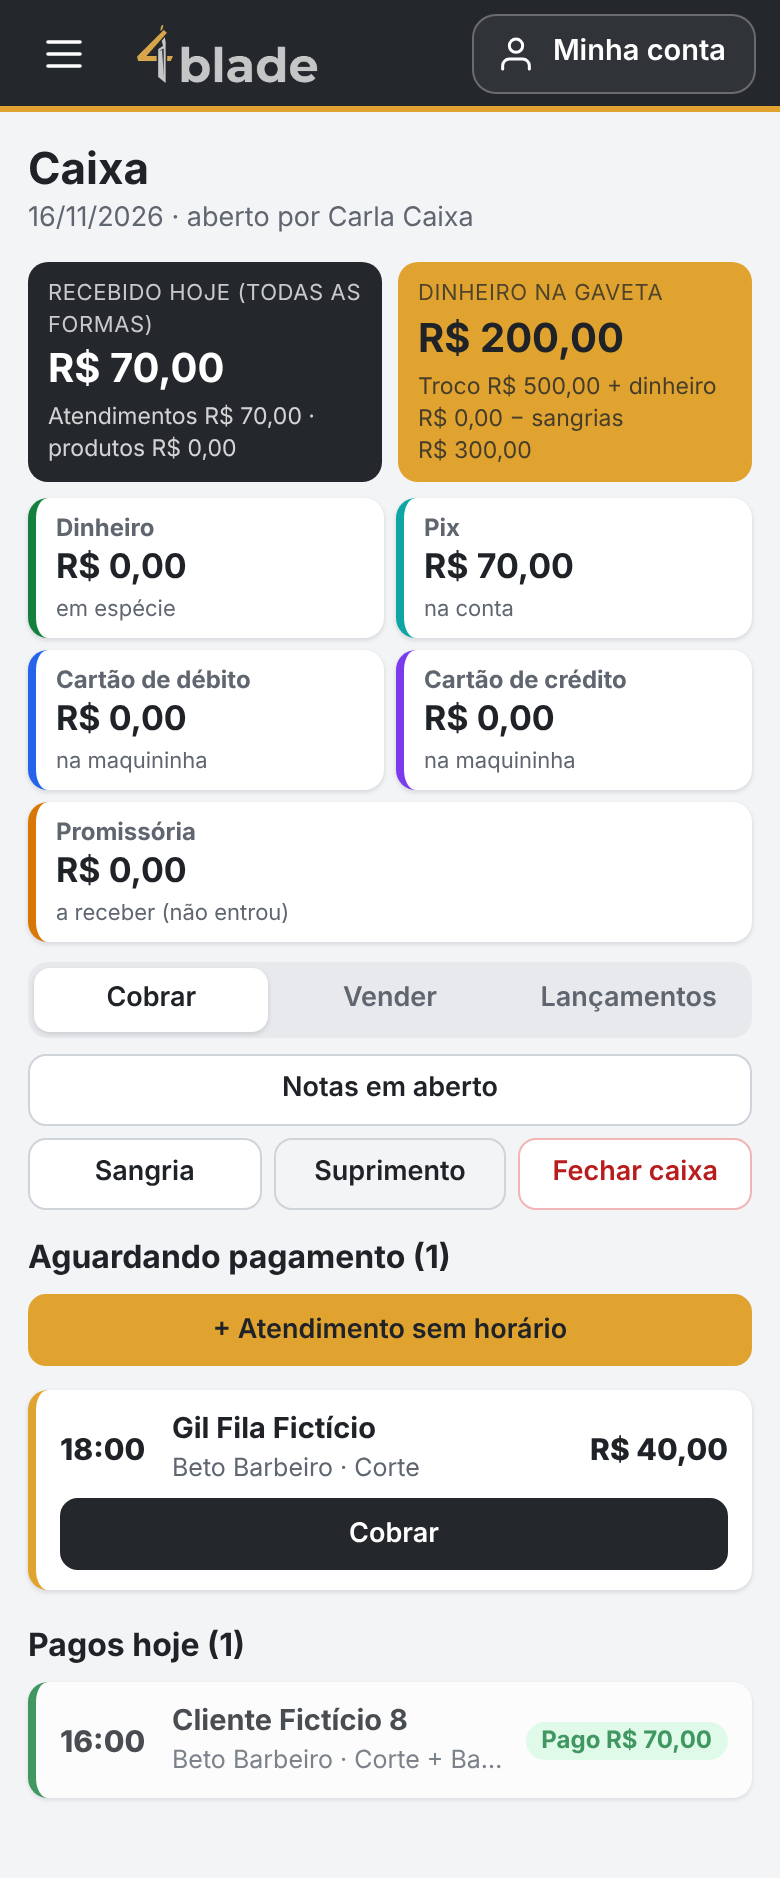 4blade
Minha conta
Caixa
16/11/2026 · aberto por Carla Caixa
RECEBIDO HOJE (TODAS AS
FORMAS)
R$ 70,00
Atendimentos R$ 70,00 ·
produtos R$ 0,00
DINHEIRO NA GAVETA
R$ 200,00
Troco R$ 500,00 + dinheiro
R$ 0,00 − sangrias
R$ 300,00
Dinheiro
R$ 0,00
em espécie
Pix
R$ 70,00
na conta
Cartão de débito
R$ 0,00
na maquininha
Cartão de crédito
R$ 0,00
na maquininha
Promissória
R$ 0,00
a receber (não entrou)
Cobrar
Vender
Lançamentos
Notas em aberto
Sangria
Suprimento
Fechar caixa
Aguardando pagamento (1)
+ Atendimento sem horário
18:00
Gil Fila Fictício
Beto Barbeiro · Corte
R$ 40,00
Cobrar
Pagos hoje (1)
16:00
Cliente Fictício 8
Beto Barbeiro · Corte + Ba...
Pago R$ 70,00